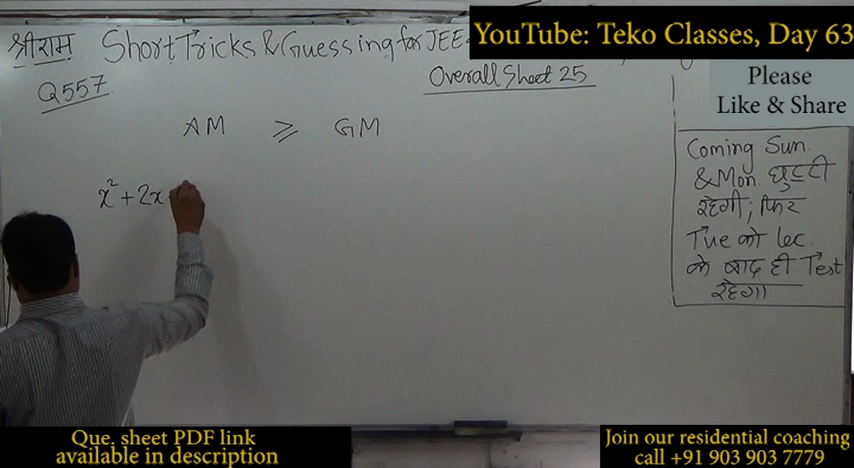 श्रीराम Short Tricks & Guessing for JEE
YouTube: Teko Classes, Day 63
Overall Sheet 25
Please
Like & Share
Q557
AM ≥ GM
Coming Sun.
& Mon. छुट्टी
रहेगी; फिर
Tue को lec.
के बाद ही Test
रहेगा
x² + 2x
Que. sheet PDF link
available in description
Join our residential coaching
call +91 903 903 7779